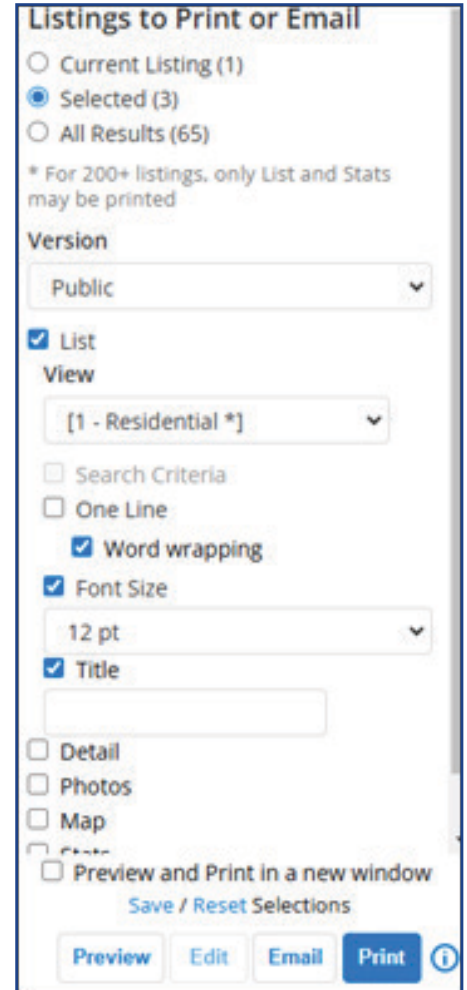 Listings to Print or Email
Current Listing (1)
Selected (3)
All Results (65)
* For 200+ listings, only List and Stats
may be printed
Version
Public
List
View
[1 - Residential *]
Search Criteria
One Line
Word wrapping
Font Size
12 pt
Title
Detail
Photos
Map
Stats
Preview and Print in a new window
Save / Reset Selections
Preview Edit Email Print